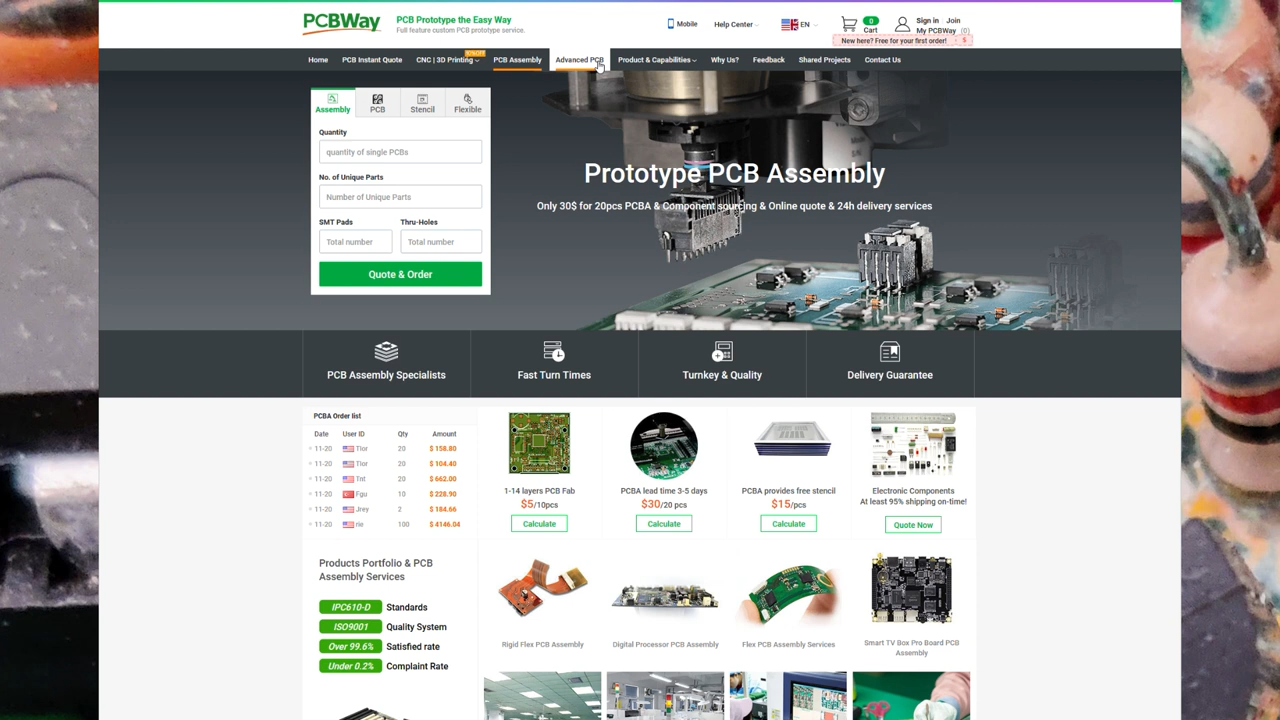 PCBWay
PCB Prototype the Easy Way
Full feature custom PCB prototype service.
Mobile
Help Center
EN
0
Cart
Sign in Join
My PCBWay (0)
New here? Free for your first order!
Home
PCB Instant Quote
CNC | 3D Printing
PCB Assembly
Advanced PCB
Product & Capabilities
Why Us?
Feedback
Shared Projects
Contact Us
Assembly
PCB
Stencil
Flexible
Quantity
quantity of single PCBs
No. of Unique Parts
Number of Unique Parts
SMT Pads Thru-Holes
Total number Total number
Quote & Order
Prototype PCB Assembly
Only 30$ for 20pcs PCBA & Component sourcing & Online quote & 24h delivery services
PCB Assembly Specialists
Fast Turn Times
Turnkey & Quality
Delivery Guarantee
PCBA Order list
Date User ID Qty Amount
11-20 Tlor 20 $ 158.80
11-20 Tlor 20 $ 104.40
11-20 Tnt 20 $ 662.00
11-20 Fgu 10 $ 228.90
11-20 Jrey 2 $ 184.66
11-20 rie 100 $ 4146.04
1-14 layers PCB Fab
$5/10pcs
Calculate
PCBA lead time 3-5 days
$30/20 pcs
Calculate
PCBA provides free stencil
$15/pcs
Calculate
Electronic Components
At least 95% shipping on-time!
Quote Now
Products Portfolio & PCB
Assembly Services
IPC610-D Standards
ISO9001 Quality System
Over 99.6% Satisfied rate
Under 0.2% Complaint Rate
Rigid Flex PCB Assembly
Digital Processor PCB Assembly
Flex PCB Assembly Services
Smart TV Box Pro Board PCB
Assembly